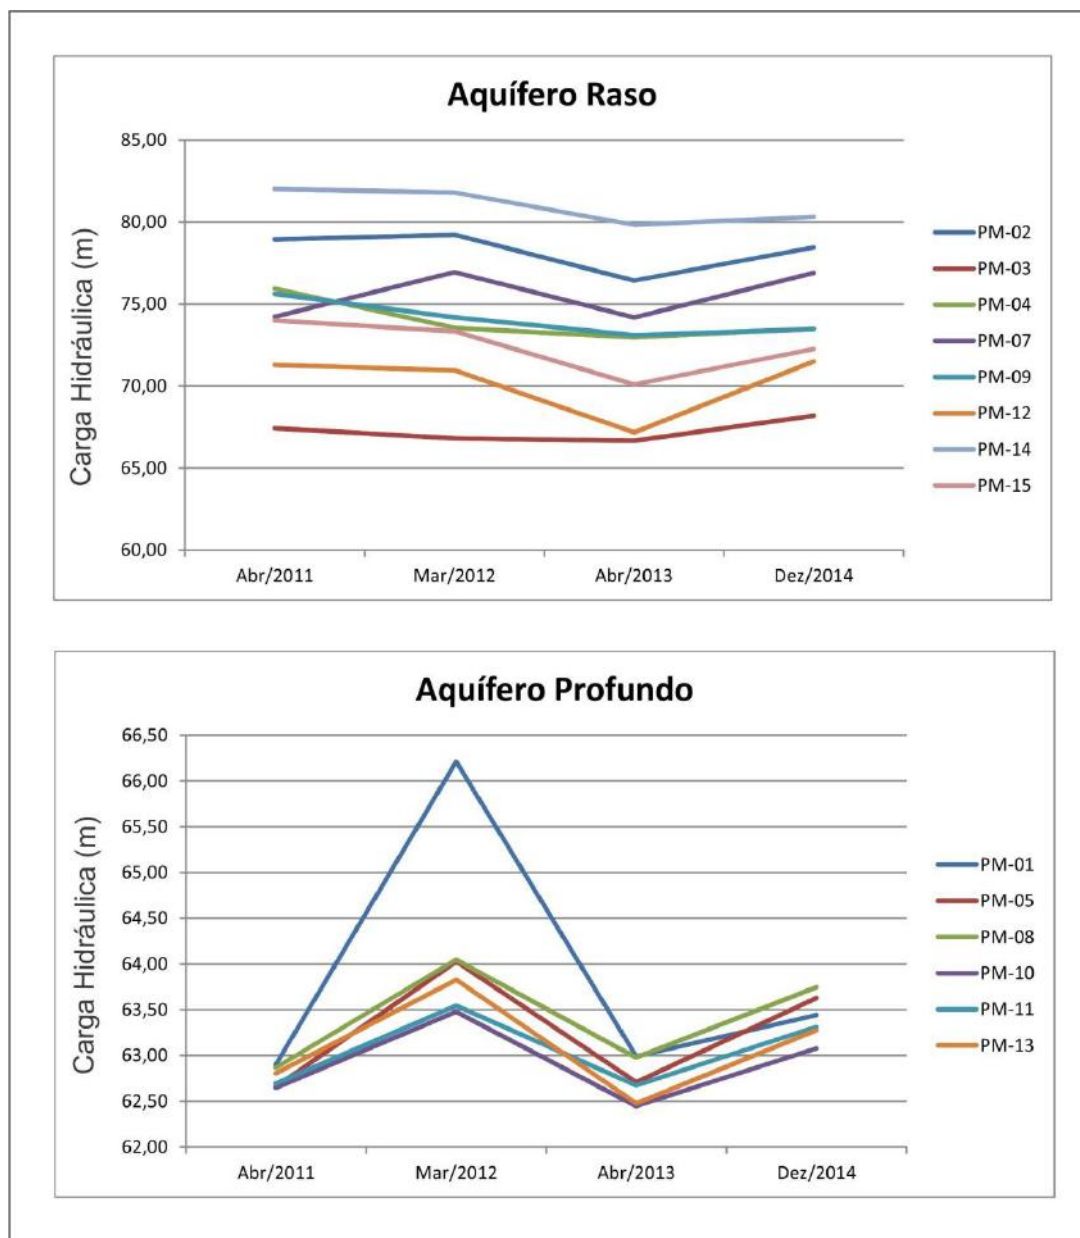 Aquífero Raso
Carga Hidráulica (m)
85,00
80,00
75,00
70,00
65,00
60,00
Abr/2011 Mar/2012 Abr/2013 Dez/2014
PM-02
PM-03
PM-04
PM-07
PM-09
PM-12
PM-14
PM-15
Aquífero Profundo
Carga Hidráulica (m)
66,50
66,00
65,50
65,00
64,50
64,00
63,50
63,00
62,50
62,00
Abr/2011 Mar/2012 Abr/2013 Dez/2014
PM-01
PM-05
PM-08
PM-10
PM-11
PM-13